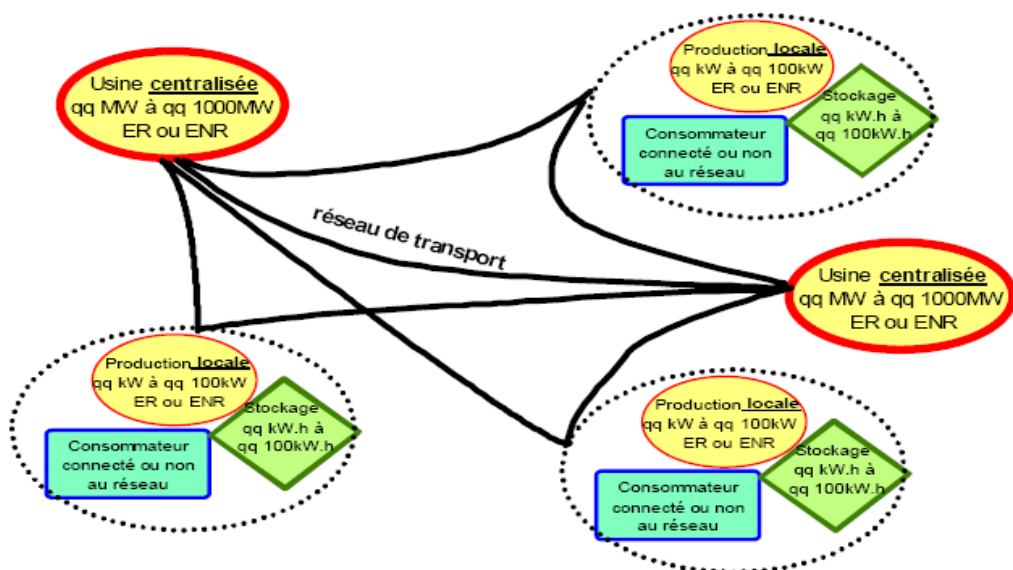 Usine centralisée
qq MW à qq 1000MW
ER ou ENR
Production locale
qq kW à qq 100kW
ER ou ENR
Stockage
qq kW.h à
qq 100kW.h
Consommateur
connecté ou non
au réseau
réseau de transport
Usine centralisée
qq MW à qq 1000MW
ER ou ENR
Production locale
qq kW à qq 100kW
ER ou ENR
Stockage
qq kW.h à
qq 100kW.h
Consommateur
connecté ou non
au réseau
Production locale
qq kW à qq 100kW
ER ou ENR
Stockage
qq kW.h à
qq 100kW.h
Consommateur
connecté ou non
au réseau